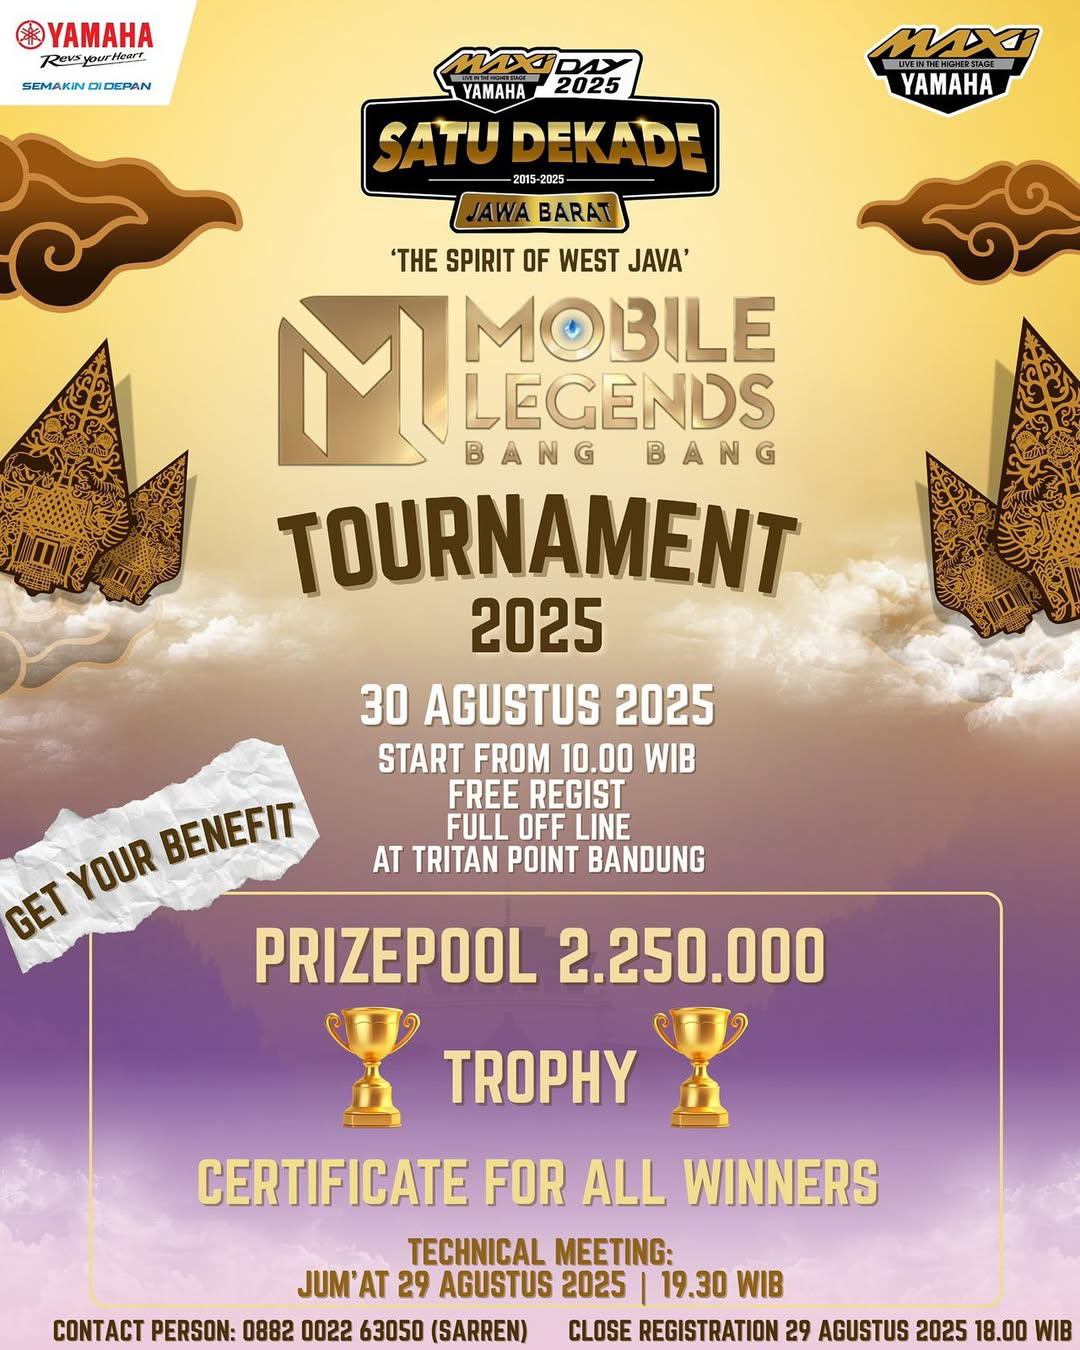 YAMAHA
Revs your Heart
SEMAKIN DI DEPAN
MAXI DAY
LIVE IN THE HIGHER STAGE
YAMAHA 2025
SATU DEKADE
2015-2025
JAWA BARAT
MAXI
LIVE IN THE HIGHER STAGE
YAMAHA
‘THE SPIRIT OF WEST JAVA’
MOBILE
LEGENDS
BANG BANG
TOURNAMENT
2025
30 AGUSTUS 2025
START FROM 10.00 WIB
FREE REGIST
FULL OFF LINE
AT TRITAN POINT BANDUNG
GET YOUR BENEFIT
PRIZEPOOL 2.250.000
TROPHY
CERTIFICATE FOR ALL WINNERS
TECHNICAL MEETING:
JUM'AT 29 AGUSTUS 2025 | 19.30 WIB
CONTACT PERSON: 0882 0022 63050 (SARREN) CLOSE REGISTRATION 29 AGUSTUS 2025 18.00 WIB